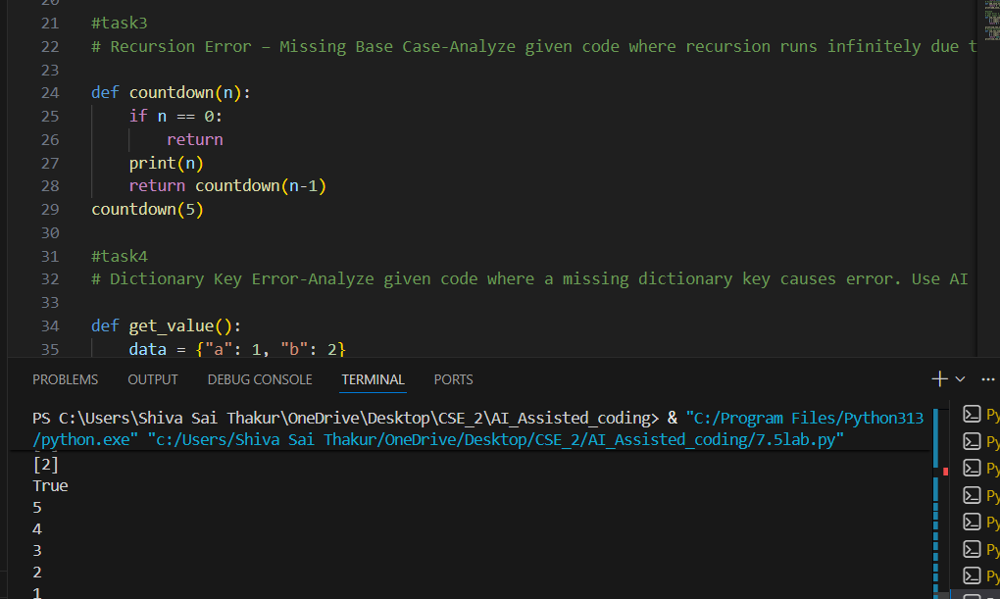 20
21 #task3
22 # Recursion Error – Missing Base Case-Analyze given code where recursion runs infinitely due t
23
24 def countdown(n):
25 if n == 0:
26 return
27 print(n)
28 return countdown(n-1)
29 countdown(5)
30
31 #task4
32 # Dictionary Key Error-Analyze given code where a missing dictionary key causes error. Use AI
33
34 def get_value():
35 data = {"a": 1, "b": 2}
PROBLEMS OUTPUT DEBUG CONSOLE TERMINAL PORTS
PS C:\Users\Shiva Sai Thakur\OneDrive\Desktop\CSE_2\AI_Assisted_coding> & "C:/Program Files/Python313
/python.exe" "c:/Users/Shiva Sai Thakur/OneDrive/Desktop/CSE_2/AI_Assisted_coding/7.5lab.py"
[2]
True
5
4
3
2
1
Py
Py
Py
Py
Py
Py
Py